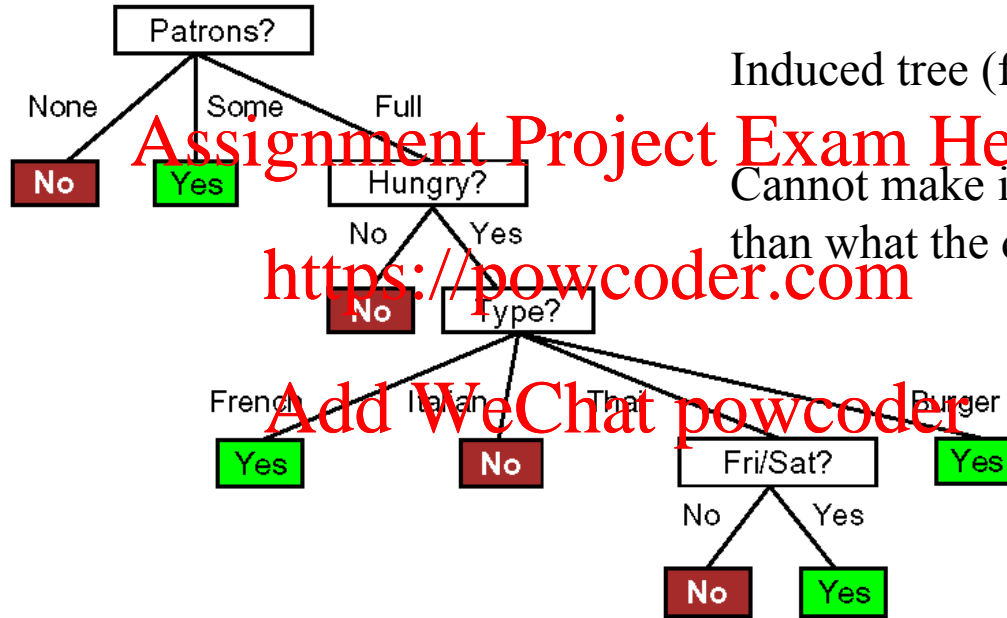 Patrons?
Induced tree (f
None Some Full
Assignment Project Exam He
No Yes Hungry?
Cannot make i
No Yes
than what the
https://powcoder.com
No Type?
French Italian Thai Burger
Add WeChat powcoder
Yes No Fri/Sat? Yes
No Yes
No Yes